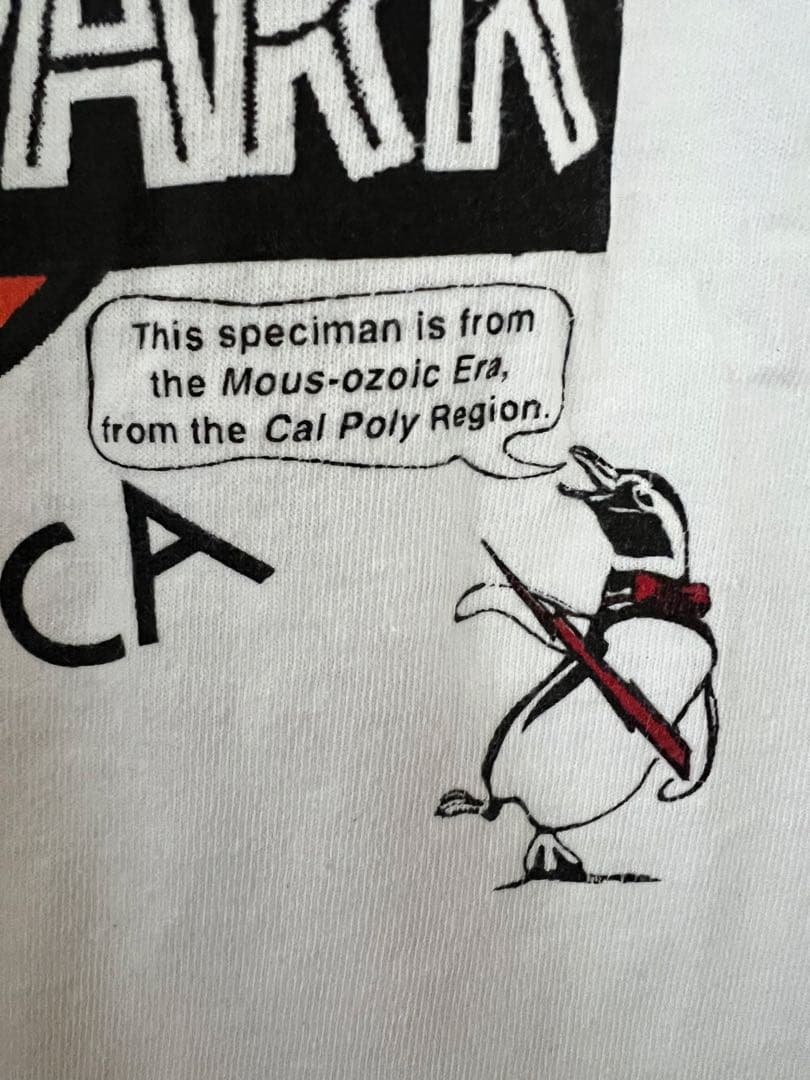 ARK
This speciman is from
the Mous-ozoic Era,
from the Cal Poly Region.
CA